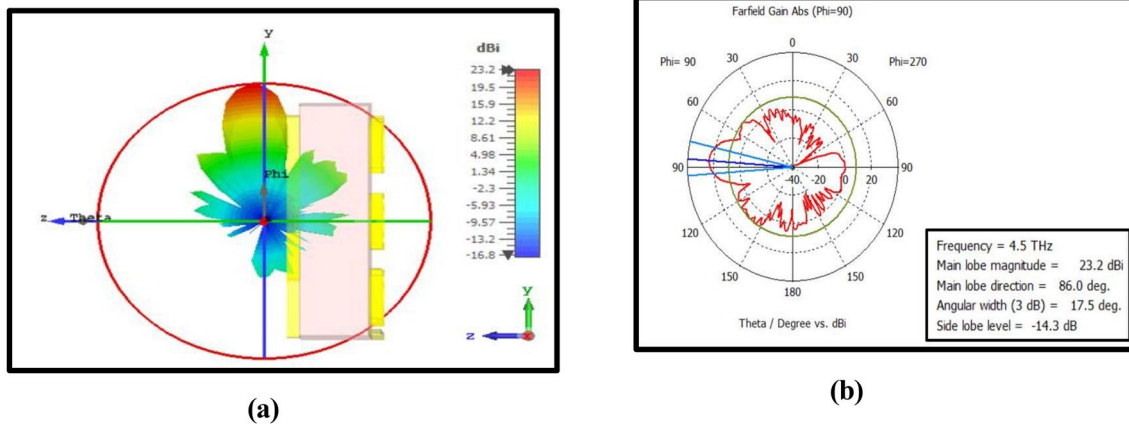 y
dBi
23.2
19.5
15.9
12.2
8.61
4.98
1.34
-2.3
-5.93
-9.57
-13.2
-16.8
Phi
z Theta
y
z
x
(a)
Farfield Gain Abs (Phi=90)
0
30 30
Phi= 90 Phi=270
60 60
90 -40 -20 0 20 90
120 120
150 150
180
Theta / Degree vs. dBi
Frequency = 4.5 THz
Main lobe magnitude = 23.2 dBi
Main lobe direction = 86.0 deg.
Angular width (3 dB) = 17.5 deg.
Side lobe level = -14.3 dB
(b)